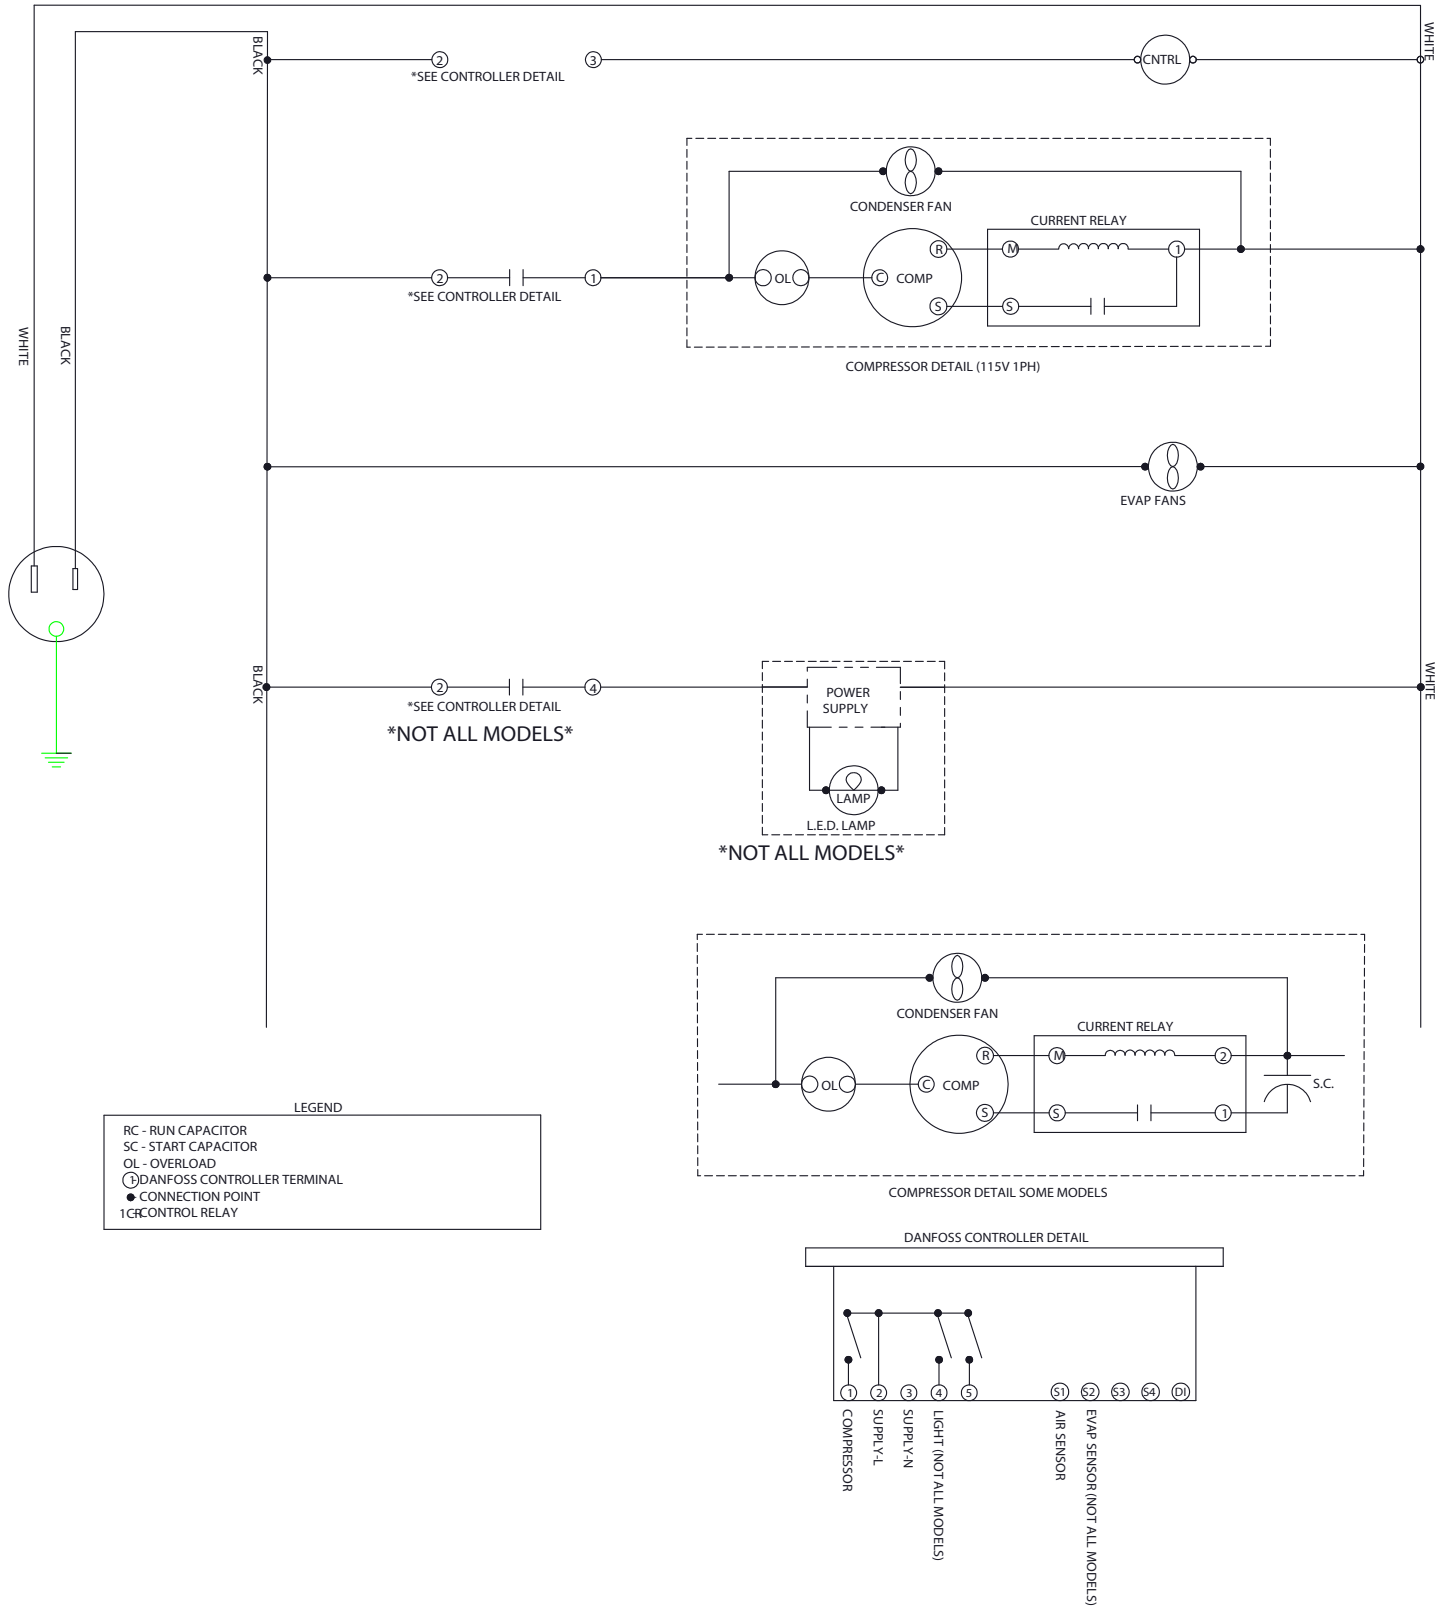 BLACK
WHITE
2
3
CNTRL
*SEE CONTROLLER DETAIL
CONDENSER FAN
CURRENT RELAY
R
M
1
2
1
OL
C
COMP
*SEE CONTROLLER DETAIL
S
S
WHITE
BLACK
COMPRESSOR DETAIL (115V 1PH)
EVAP FANS
BLACK
WHITE
2
4
POWER
SUPPLY
*SEE CONTROLLER DETAIL
*NOT ALL MODELS*
LAMP
L.E.D. LAMP
*NOT ALL MODELS*
CONDENSER FAN
CURRENT RELAY
R
M
2
OL
C
COMP
S.C.
S
S
1
COMPRESSOR DETAIL SOME MODELS
LEGEND
RC - RUN CAPACITOR
SC - START CAPACITOR
OL - OVERLOAD
1-DANFOSS CONTROLLER TERMINAL
- CONNECTION POINT
1CR-CONTROL RELAY
DANFOSS CONTROLLER DETAIL
1
2
3
4
5
S1
S2
S3
S4
DI
COMPRESSOR
SUPPLY-L
SUPPLY-N
LIGHT (NOT ALL MODELS)
AIR SENSOR
EVAP SENSOR (NOT ALL MODELS)